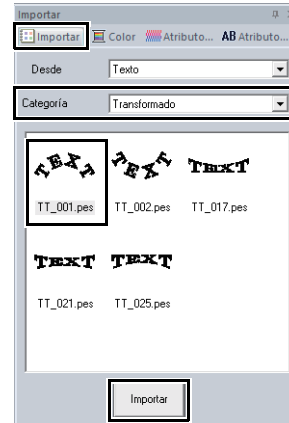 Importar
Importar Color Atributo... AB Atributo...
Desde Texto
Categoría Transformado
TEXT TEXT TEXT
TT_001.pes TT_002.pes TT_017.pes
TEXT TEXT
TT_021.pes TT_025.pes
Importar